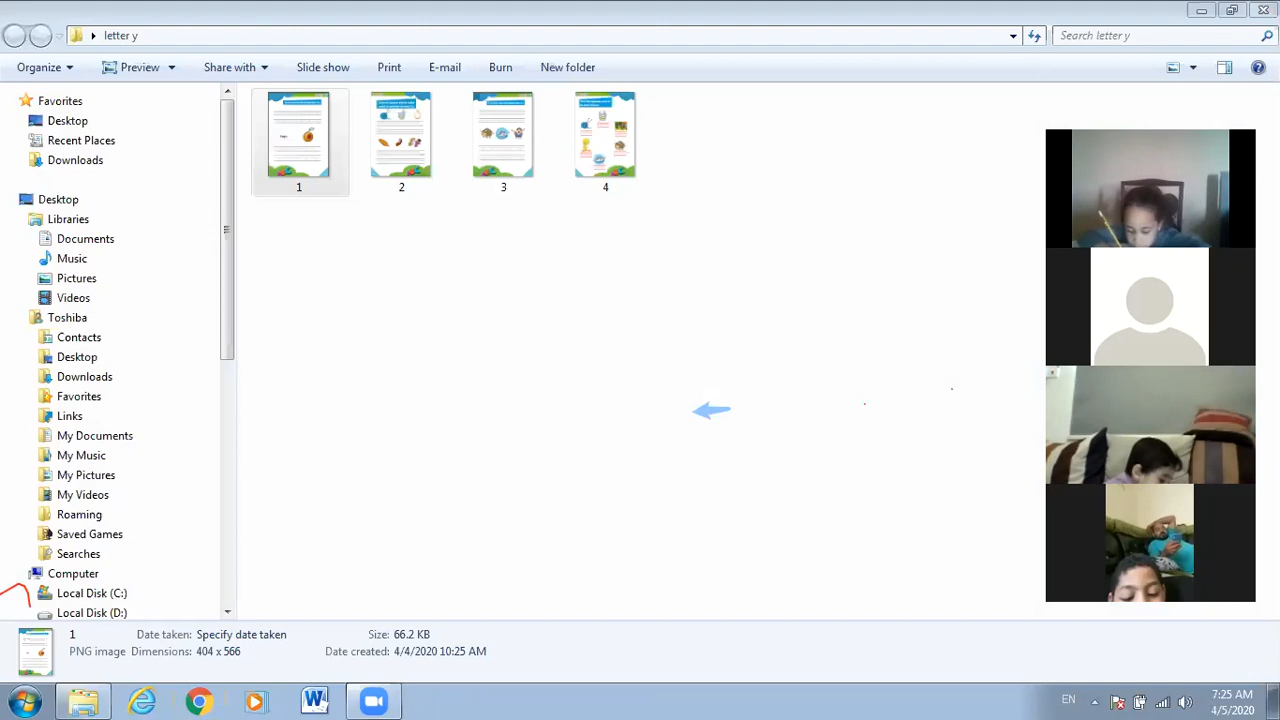 letter y
Search letter y
Organize Preview Share with Slide show Print E-mail Burn New folder
Favorites
Desktop
Recent Places
Downloads
Desktop
Libraries
Documents
Music
Pictures
Videos
Toshiba
Contacts
Desktop
Downloads
Favorites
Links
My Documents
My Music
My Pictures
My Videos
Roaming
Saved Games
Searches
Computer
Local Disk (C:)
Local Disk (D:)
1 2 3 4
1 Date taken: Specify date taken Size: 66.2 KB
PNG image Dimensions: 404 x 566 Date created: 4/4/2020 10:25 AM
EN 7:25 AM
4/5/2020